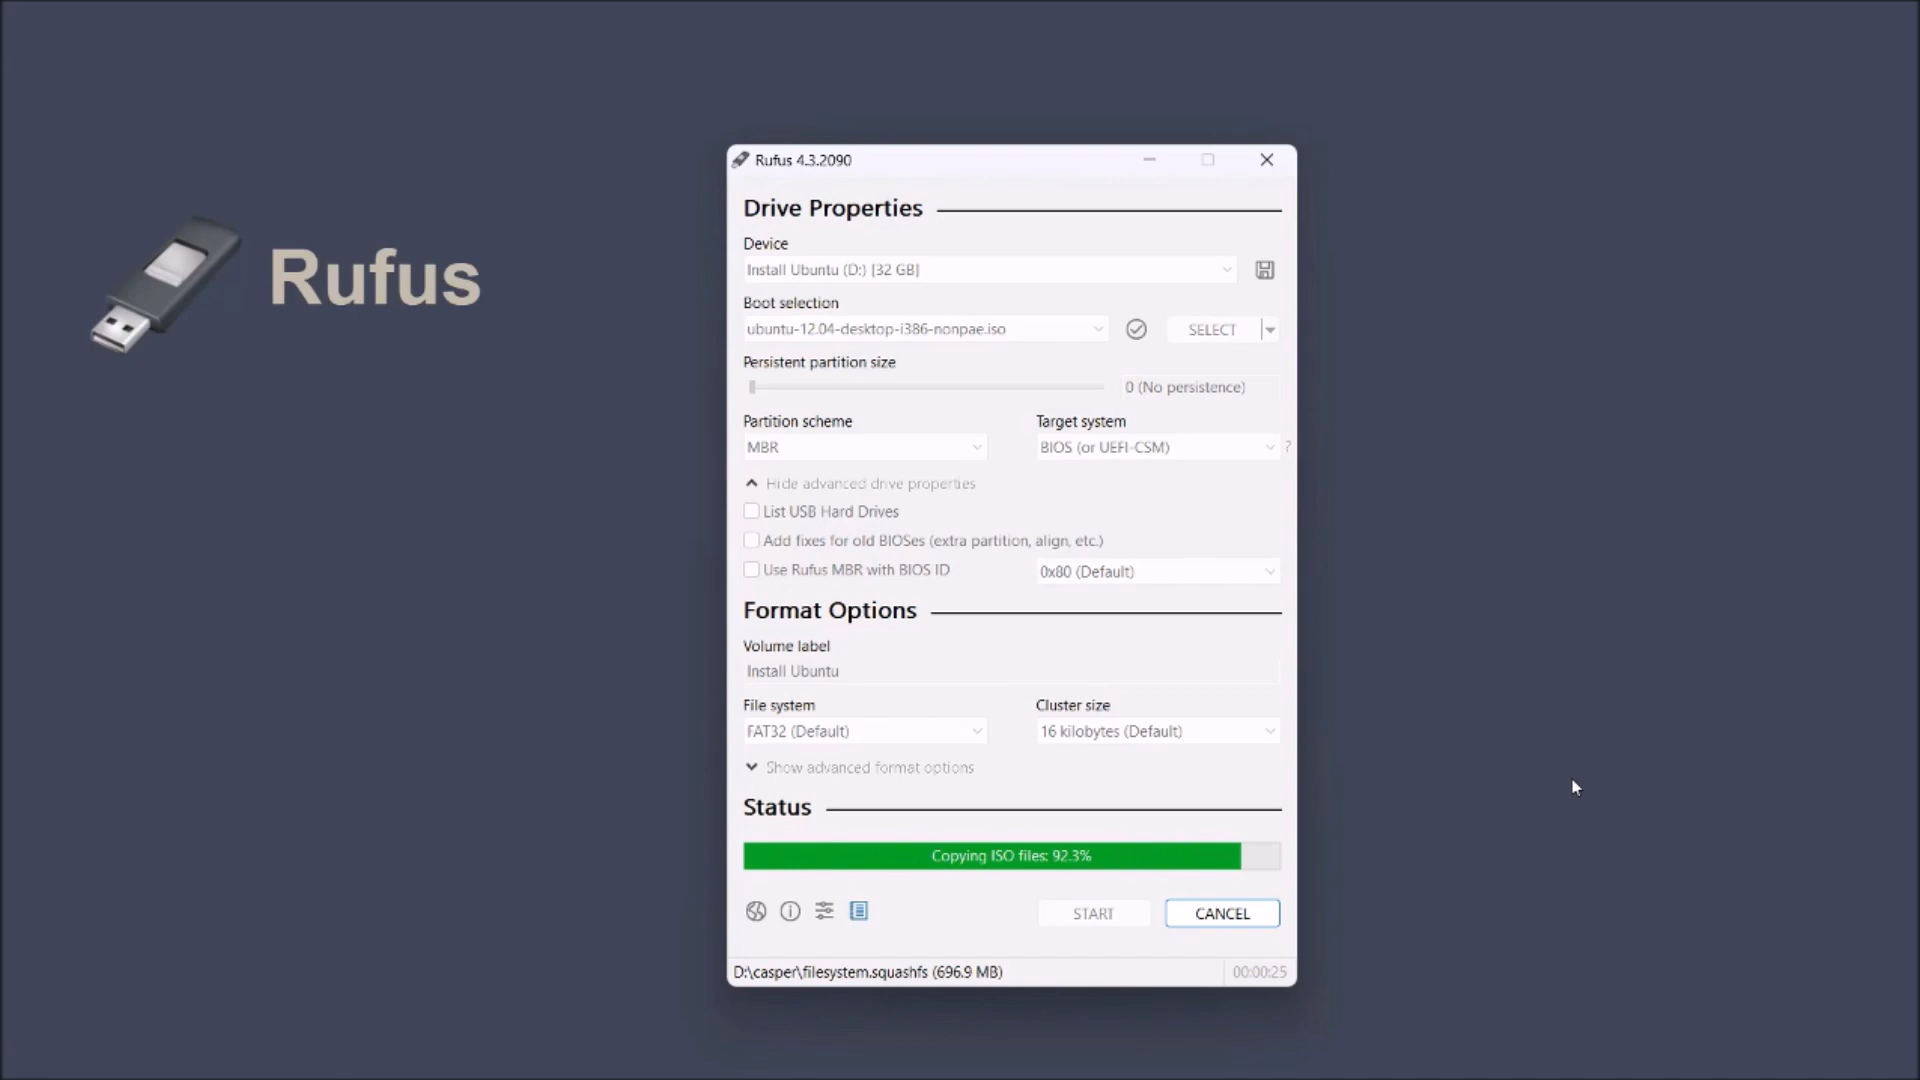 Rufus
Rufus 4.3.2090
Drive Properties
Device
Install Ubuntu (D:) [32 GB]
Boot selection
ubuntu-12.04-desktop-i386-nonpae.iso
SELECT
Persistent partition size
0 (No persistence)
Partition scheme
Target system
MBR
BIOS (or UEFI-CSM)
?
Hide advanced drive properties
List USB Hard Drives
Add fixes for old BIOSes (extra partition, align, etc.)
Use Rufus MBR with BIOS ID
0x80 (Default)
Format Options
Volume label
Install Ubuntu
File system
Cluster size
FAT32 (Default)
16 kilobytes (Default)
Show advanced format options
Status
Copying ISO files: 92.3%
START
CANCEL
D:\casper\filesystem.squashfs (696.9 MB)
00:00:25